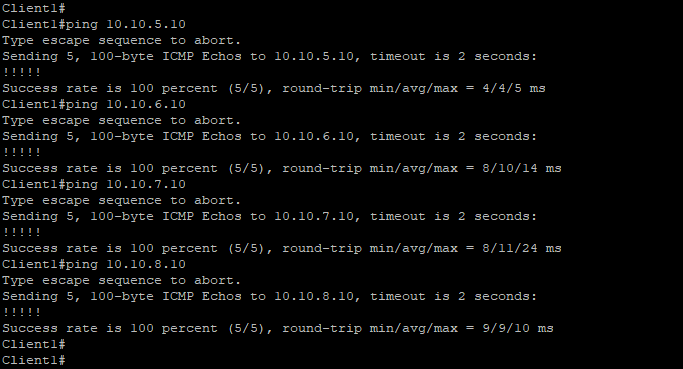 Client1#
Client1#ping 10.10.5.10
Type escape sequence to abort.
Sending 5, 100-byte ICMP Echos to 10.10.5.10, timeout is 2 seconds:
!!!!!
Success rate is 100 percent (5/5), round-trip min/avg/max = 4/4/5 ms
Client1#ping 10.10.6.10
Type escape sequence to abort.
Sending 5, 100-byte ICMP Echos to 10.10.6.10, timeout is 2 seconds:
!!!!!
Success rate is 100 percent (5/5), round-trip min/avg/max = 8/10/14 ms
Client1#ping 10.10.7.10
Type escape sequence to abort.
Sending 5, 100-byte ICMP Echos to 10.10.7.10, timeout is 2 seconds:
!!!!!
Success rate is 100 percent (5/5), round-trip min/avg/max = 8/11/24 ms
Client1#ping 10.10.8.10
Type escape sequence to abort.
Sending 5, 100-byte ICMP Echos to 10.10.8.10, timeout is 2 seconds:
!!!!!
Success rate is 100 percent (5/5), round-trip min/avg/max = 9/9/10 ms
Client1#
Client1#